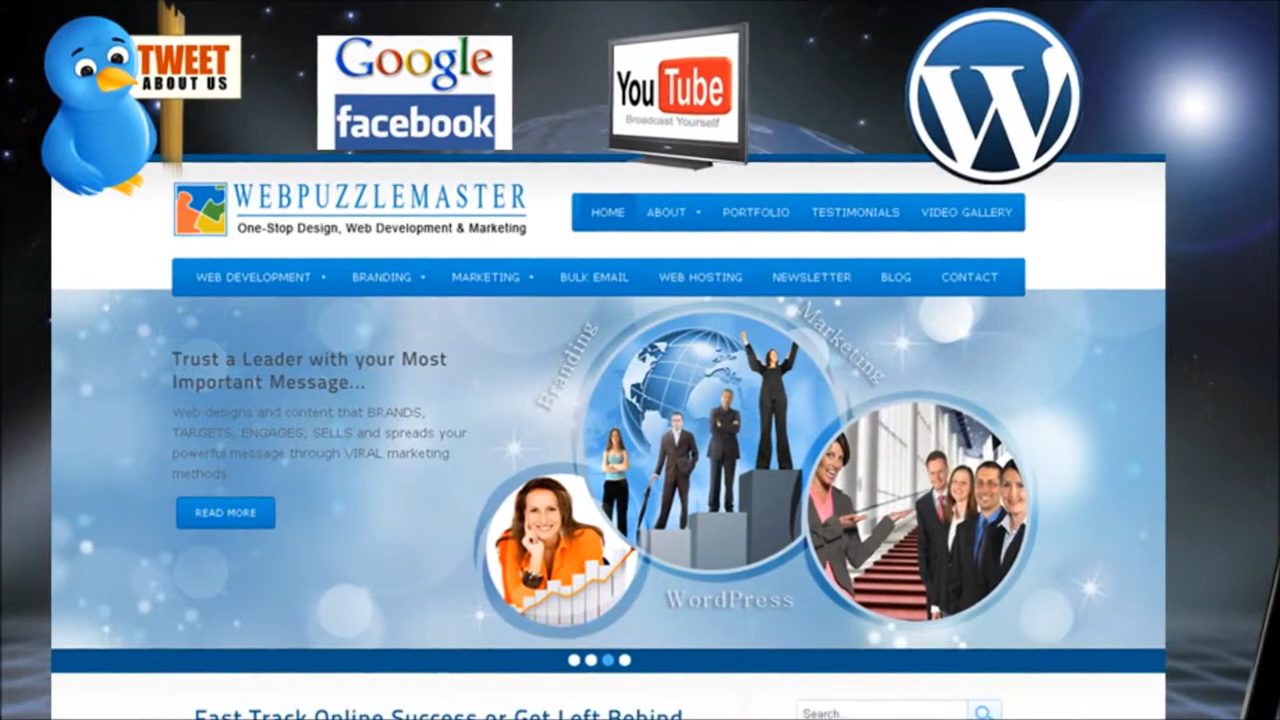 TWEET
ABOUT US
Google
facebook
YouTube
Broadcast Yourself
W
WEBPUZZLEMASTER
One-Stop Design, Web Development & Marketing
HOME ABOUT PORTFOLIO TESTIMONIALS VIDEO GALLERY
WEB DEVELOPMENT BRANDING MARKETING BULK EMAIL WEB HOSTING NEWSLETTER BLOG CONTACT
Trust a Leader with your Most
Important Message...
Web designs and content that BRANDS,
TARGETS, ENGAGES, SELLS and spreads your
powerful message through VIRAL marketing
methods.
READ MORE
Branding
Marketing
WordPress
Fast Track Online Success or Get Left Behind
Search...